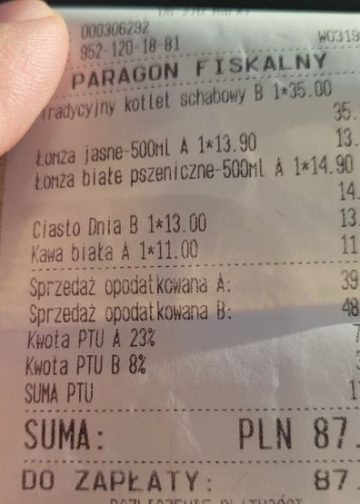 000306292
952-120-18-81 W0319
PARAGON FISKALNY
Tradycyjny kotlet schabowy B 1*35.00
35.
Łomża jasne-500ml A 1*13.90 13.
Łomża białe pszeniczne-500ml A 1*14.90
14.
Ciasto Dnia B 1*13.00 13
Kawa biała A 1*11.00 11
Sprzedaż opodatkowana A: 39
Sprzedaż opodatkowana B: 48
Kwota PTU A 23%
Kwota PTU B 8%
SUMA PTU 1
SUMA: PLN 87.
DO ZAPŁATY: 87.